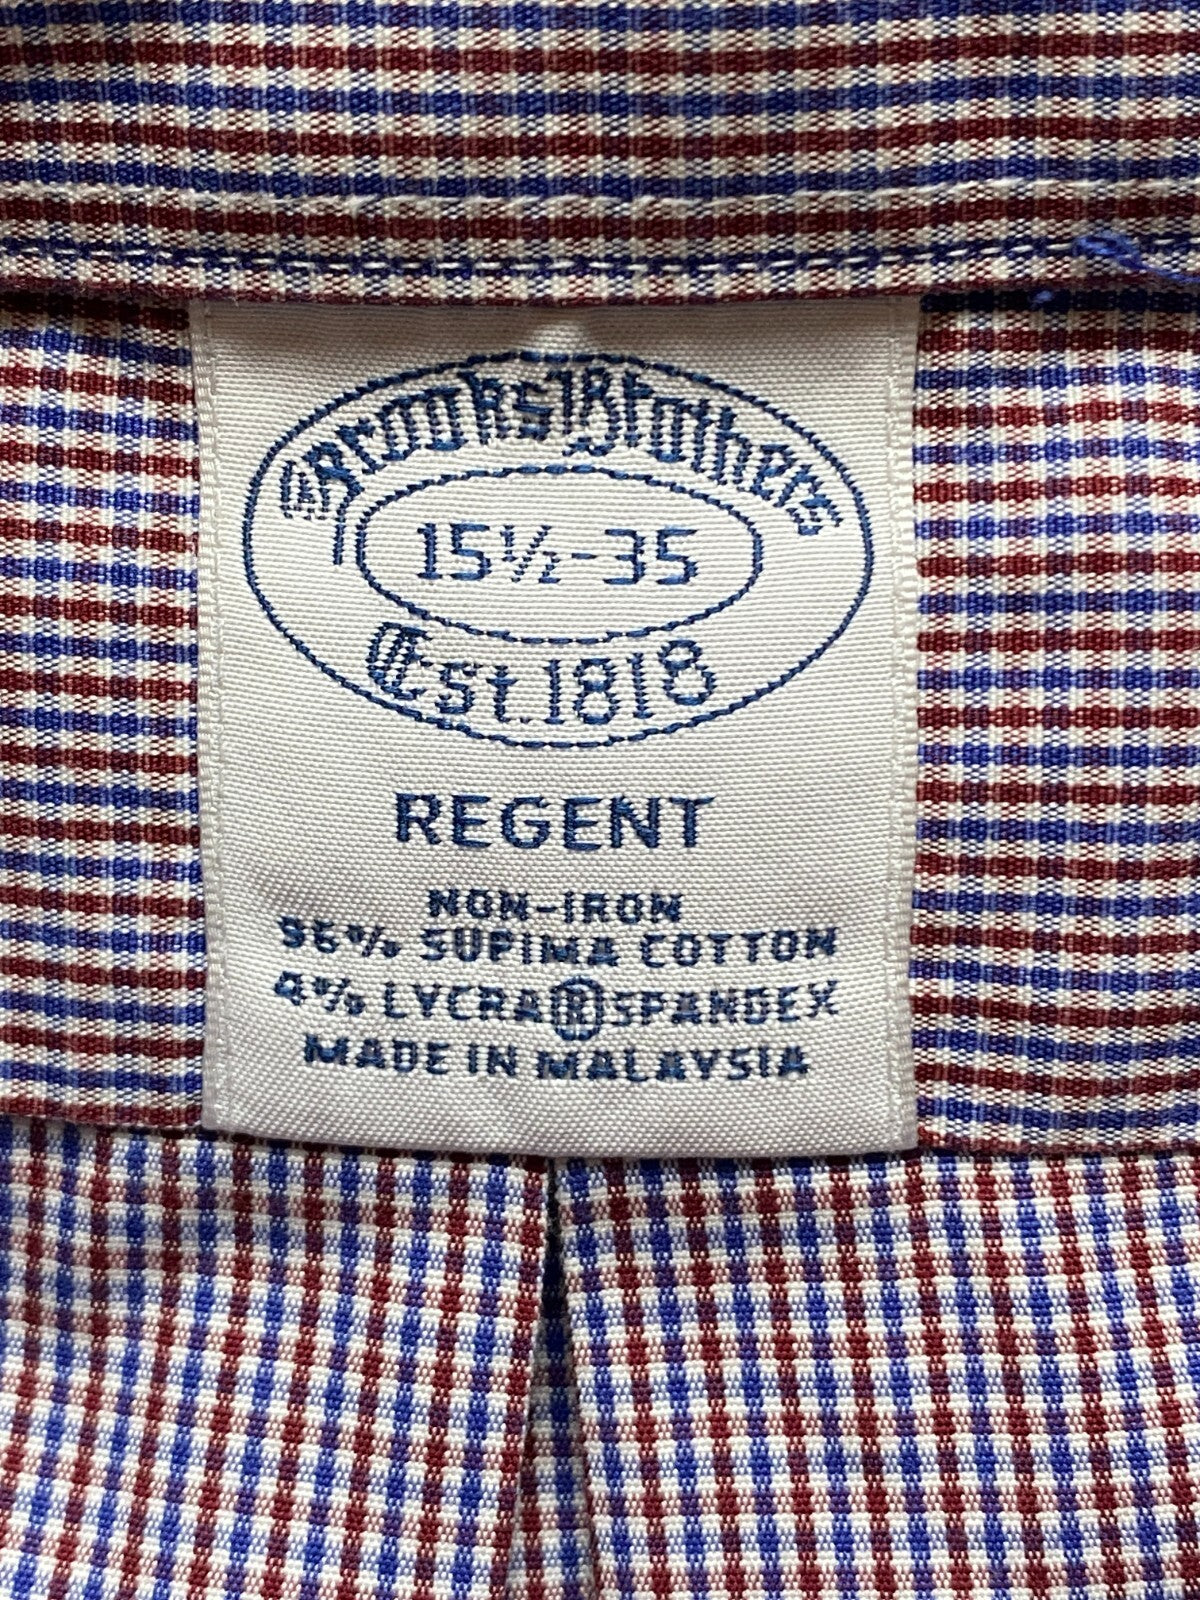 Brooks Brothers
15½-35
Est. 1818
REGENT
NON-IRON
96% SUPIMA COTTON
4% LYCRA® SPANDEX
MADE IN MALAYSIA